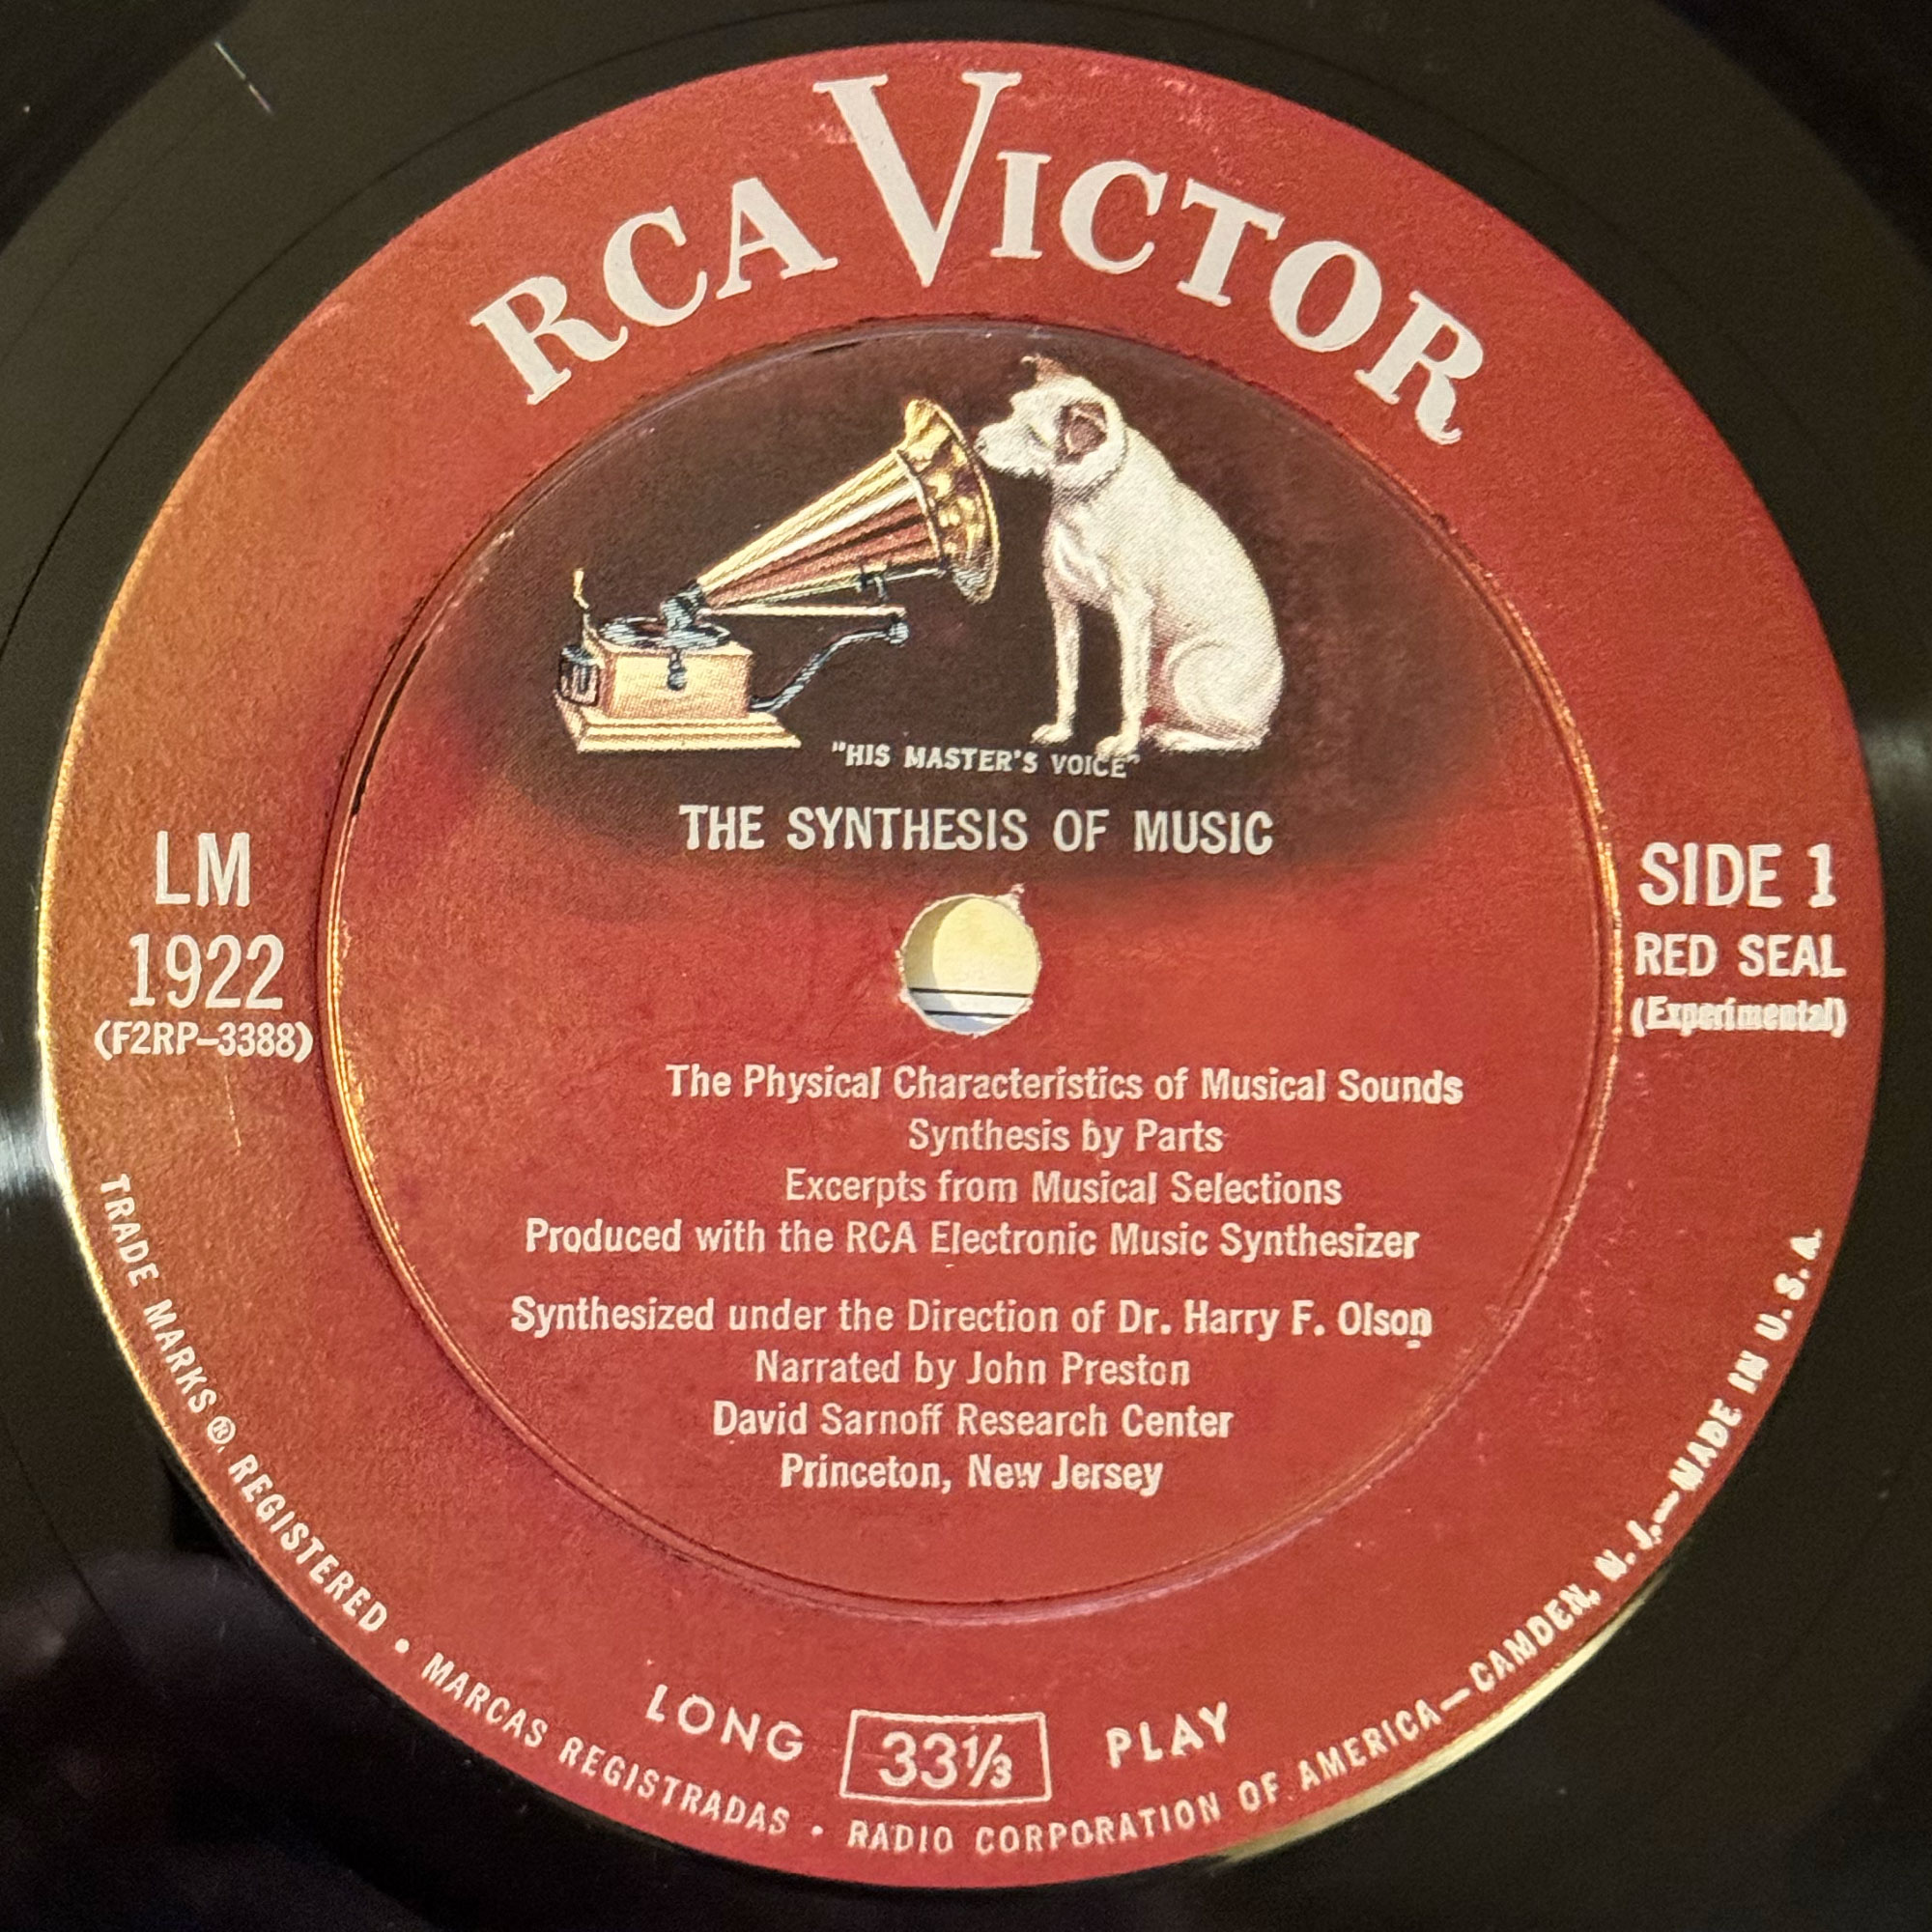 RCA VICTOR
"HIS MASTER'S VOICE"
THE SYNTHESIS OF MUSIC
LM
1922
(F2RP-3388)
SIDE 1
RED SEAL
(Experimental)
The Physical Characteristics of Musical Sounds
Synthesis by Parts
Excerpts from Musical Selections
Produced with the RCA Electronic Music Synthesizer
Synthesized under the Direction of Dr. Harry F. Olson
Narrated by John Preston
David Sarnoff Research Center
Princeton, New Jersey
LONG 33⅓ PLAY
TRADE MARKS ® REGISTERED • MARCAS REGISTRADAS • RADIO CORPORATION OF AMERICA—CAMDEN, N. J.—MADE IN U. S. A.